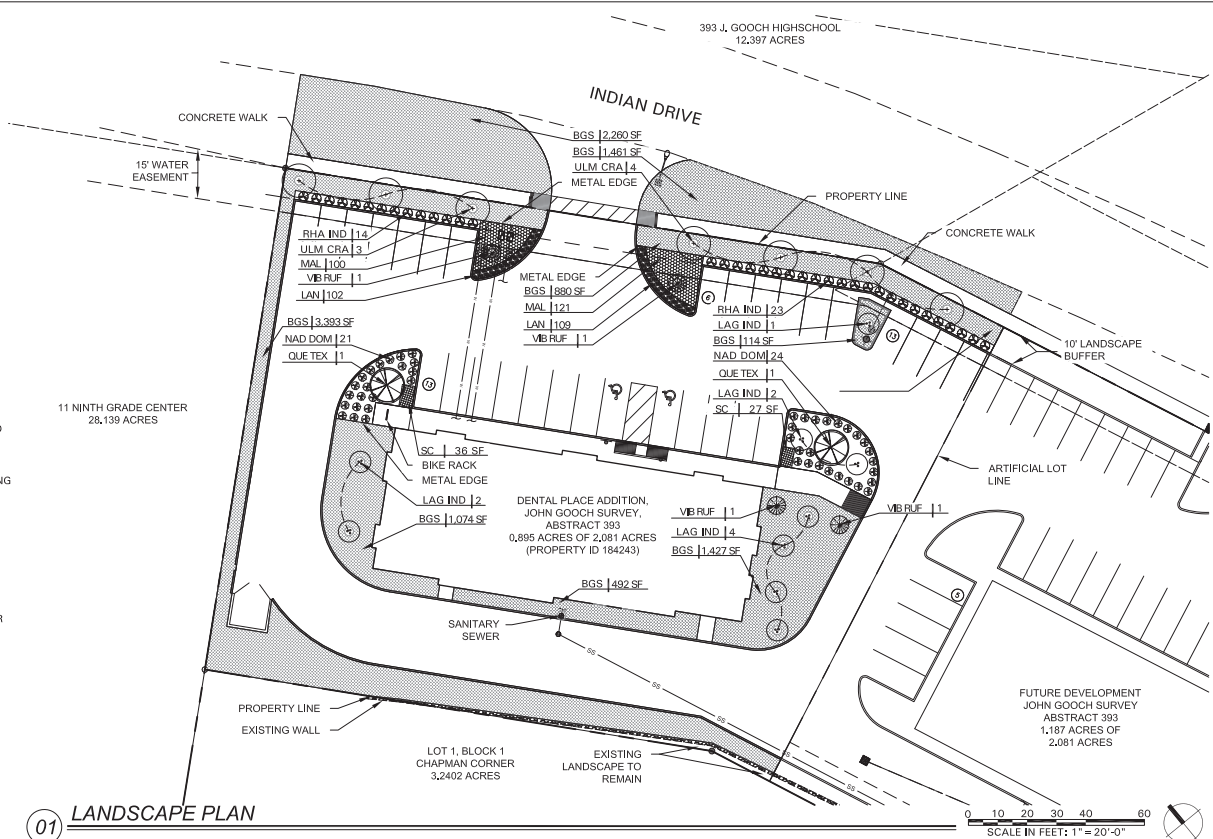 393 J. GOOCH HIGHSCHOOL
12.397 ACRES
INDIAN DRIVE
CONCRETE WALK
15' WATER
EASEMENT
BGS | 2,260 SF
BGS | 1,461 SF
ULM CRA | 4
METAL EDGE
PROPERTY LINE
CONCRETE WALK
RHA IND | 14
ULM CRA | 3
MAL | 100
VIB RUF | 1
LAN | 102
METAL EDGE
BGS | 880 SF
MAL | 121
LAN | 109
VIB RUF | 1
6
RHA IND | 23
LAG IND | 1
BGS | 114 SF
NAD DOM | 24
QUE TEX | 1
LAG IND | 2
SC | 27 SF
13
10' LANDSCAPE
BUFFER
BGS | 3,393 SF
NAD DOM | 21
QUE TEX | 1
13
11 NINTH GRADE CENTER
28.139 ACRES
SC | 36 SF
BIKE RACK
METAL EDGE
LAG IND | 2
BGS | 1,074 SF
DENTAL PLACE ADDITION,
JOHN GOOCH SURVEY,
ABSTRACT 393
0.895 ACRES OF 2.081 ACRES
(PROPERTY ID 184243)
VIB RUF | 1
LAG IND | 4
BGS | 1,427 SF
VIB RUF | 1
ARTIFICIAL LOT
LINE
BGS | 492 SF
SANITARY
SEWER
SS
SS
SS
SS
SS
5
NG
R
PROPERTY LINE
EXISTING WALL
LOT 1, BLOCK 1
CHAPMAN CORNER
3.2402 ACRES
EXISTING
LANDSCAPE TO
REMAIN
FUTURE DEVELOPMENT
JOHN GOOCH SURVEY
ABSTRACT 393
1.187 ACRES OF
2.081 ACRES
01 LANDSCAPE PLAN
0 10 20 30 40 60
SCALE IN FEET: 1" = 20'-0"